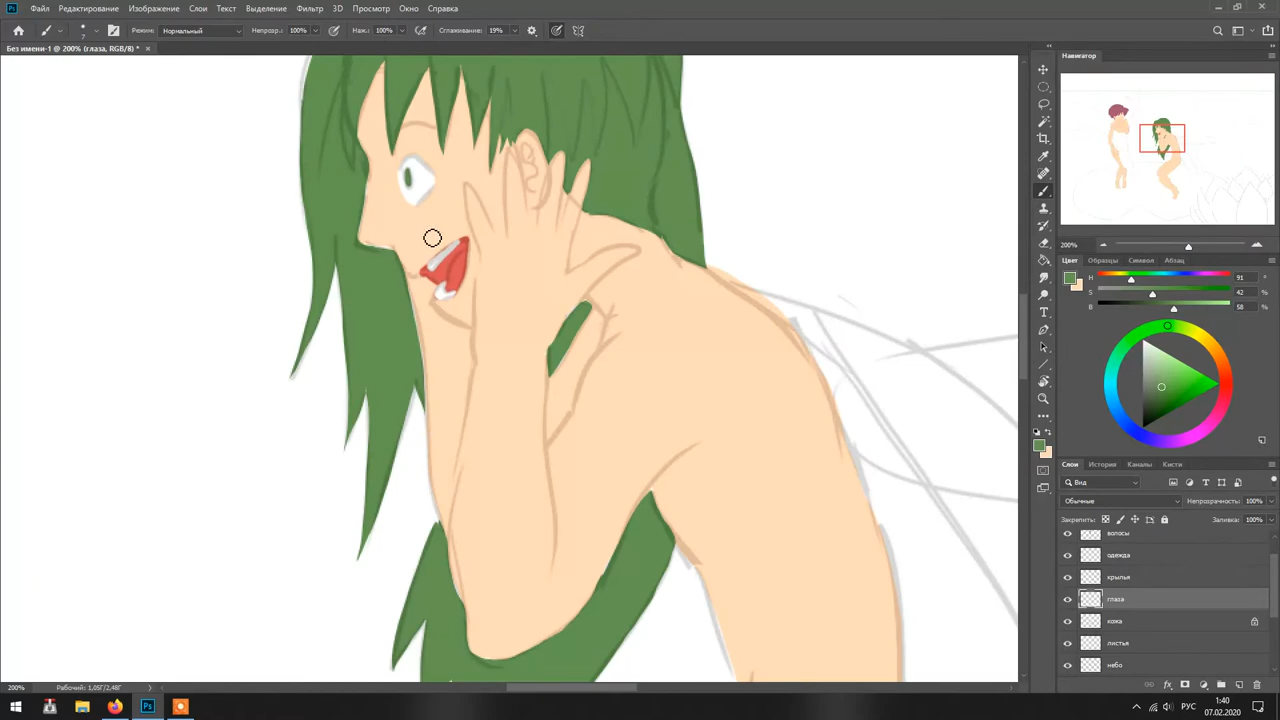 Файл Редактирование Изображение Слои Текст Выделение Фильтр 3D Просмотр Окно Справка
Режим: Нормальный Непрозр.: 100% Наж.: 100% Сглаживание: 19%
Без имени-1 @ 200% (глаза, RGB/8) *
Навигатор
200%
Цвет Образцы Символ Абзац
H 91 °
S 42 %
B 58 %
Слои История Каналы Кисти
Вид
Обычные Непрозрачность: 100%
Закрепить: Заливка: 100%
волосы
одежда
крылья
глаза
кожа
листья
небо
200% Рабочий: 1,05Г/2,48Г
РУС
1:40
07.02.2020